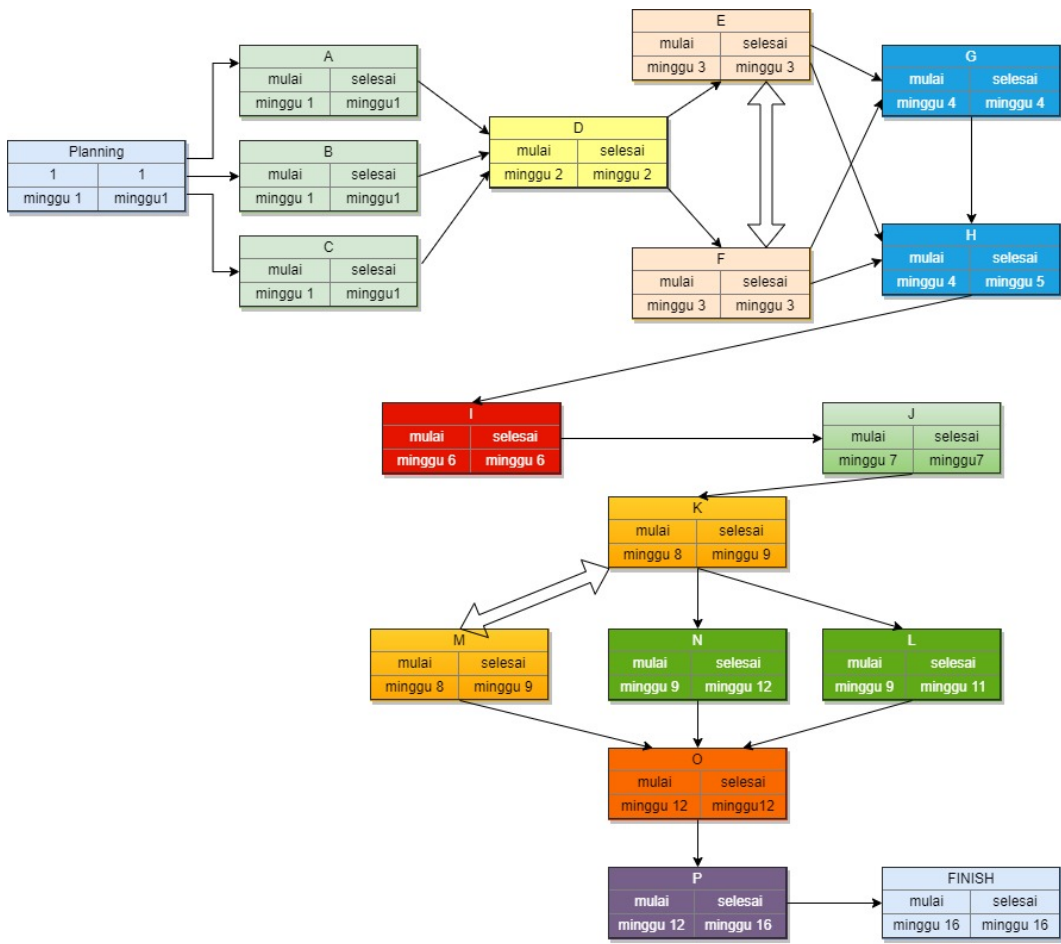 Planning
1 1
minggu 1 minggu1
A
mulai selesai
minggu 1 minggu1
B
mulai selesai
minggu 1 minggu1
C
mulai selesai
minggu 1 minggu1
D
mulai selesai
minggu 2 minggu 2
E
mulai selesai
minggu 3 minggu 3
F
mulai selesai
minggu 3 minggu 3
G
mulai selesai
minggu 4 minggu 4
H
mulai selesai
minggu 4 minggu 5
I
mulai selesai
minggu 6 minggu 6
J
mulai selesai
minggu 7 minggu7
K
mulai selesai
minggu 8 minggu 9
M
mulai selesai
minggu 8 minggu 9
N
mulai selesai
minggu 9 minggu 12
L
mulai selesai
minggu 9 minggu 11
O
mulai selesai
minggu 12 minggu12
P
mulai selesai
minggu 12 minggu 16
FINISH
mulai selesai
minggu 16 minggu 16